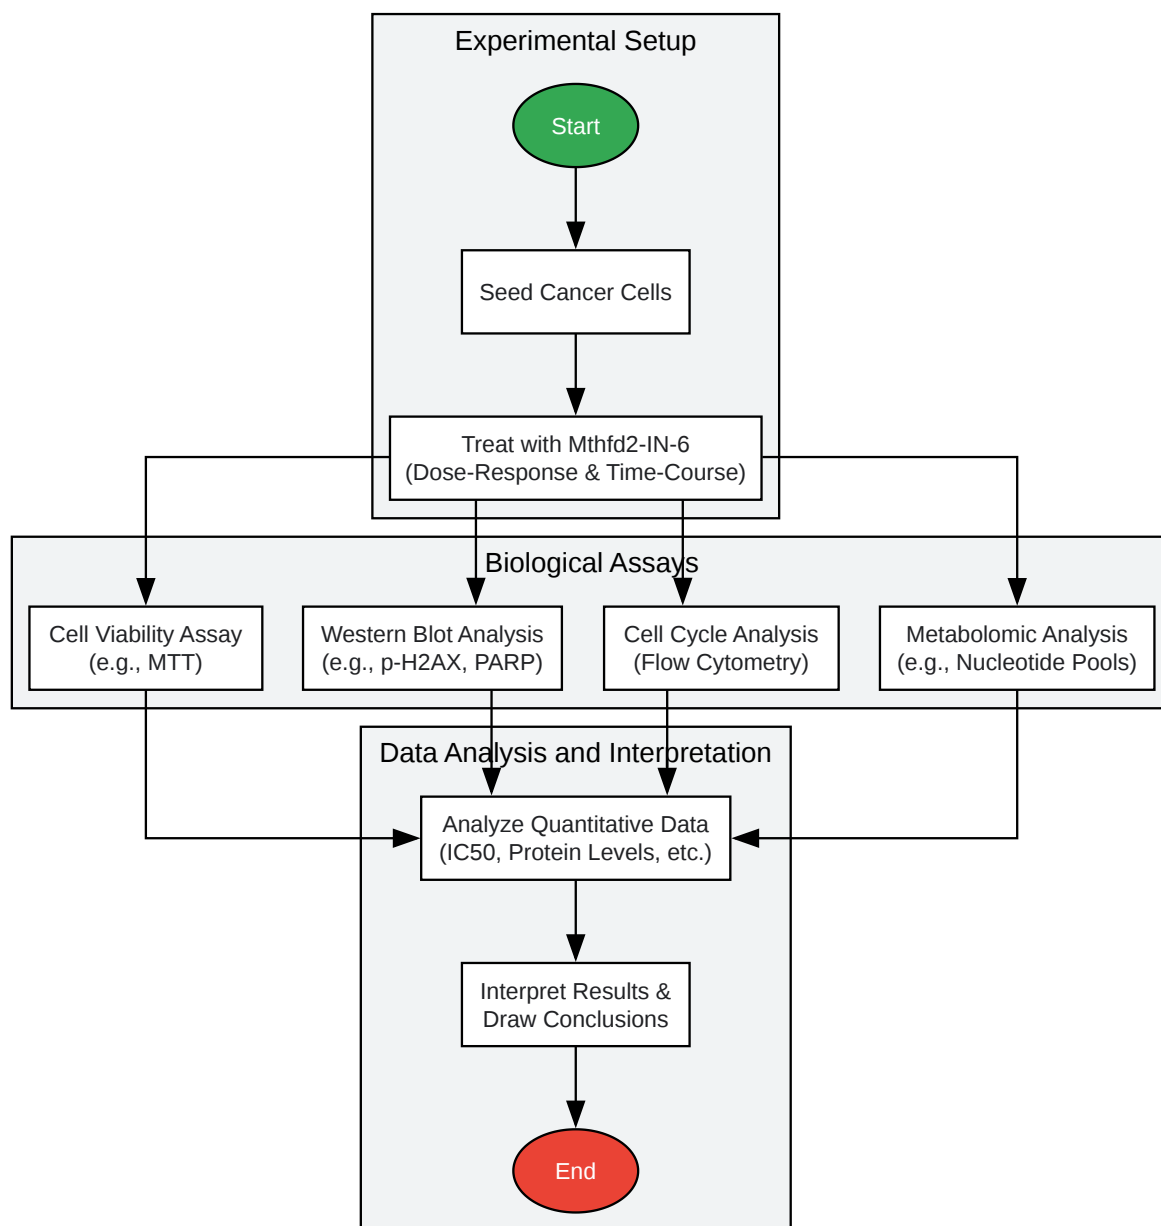 Experimental Setup
Start
Seed Cancer Cells
Treat with Mthfd2-IN-6
(Dose-Response & Time-Course)
Biological Assays
Cell Viability Assay
(e.g., MTT)
Western Blot Analysis
(e.g., p-H2AX, PARP)
Cell Cycle Analysis
(Flow Cytometry)
Metabolomic Analysis
(e.g., Nucleotide Pools)
Data Analysis and Interpretation
Analyze Quantitative Data
(IC50, Protein Levels, etc.)
Interpret Results &
Draw Conclusions
End